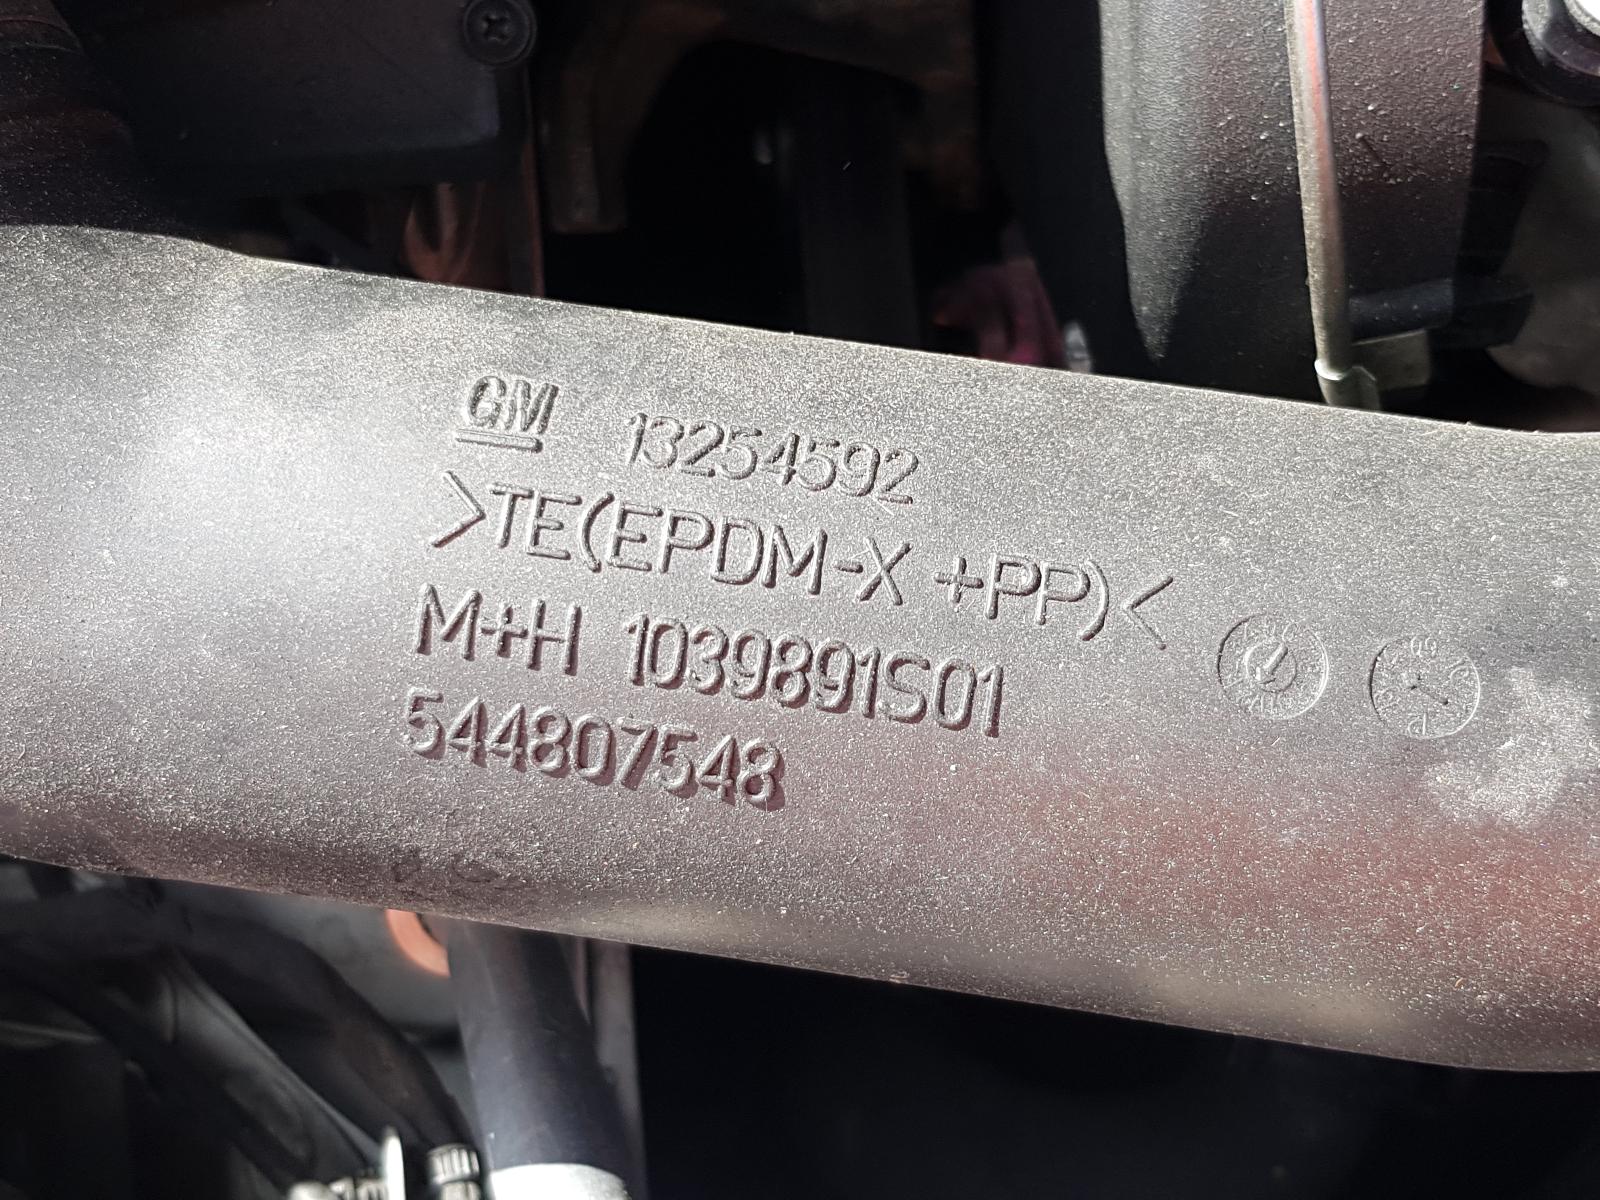 GM 13254592
>TE(EPDM-X +PP)<
M+H 1039891S01
544807548